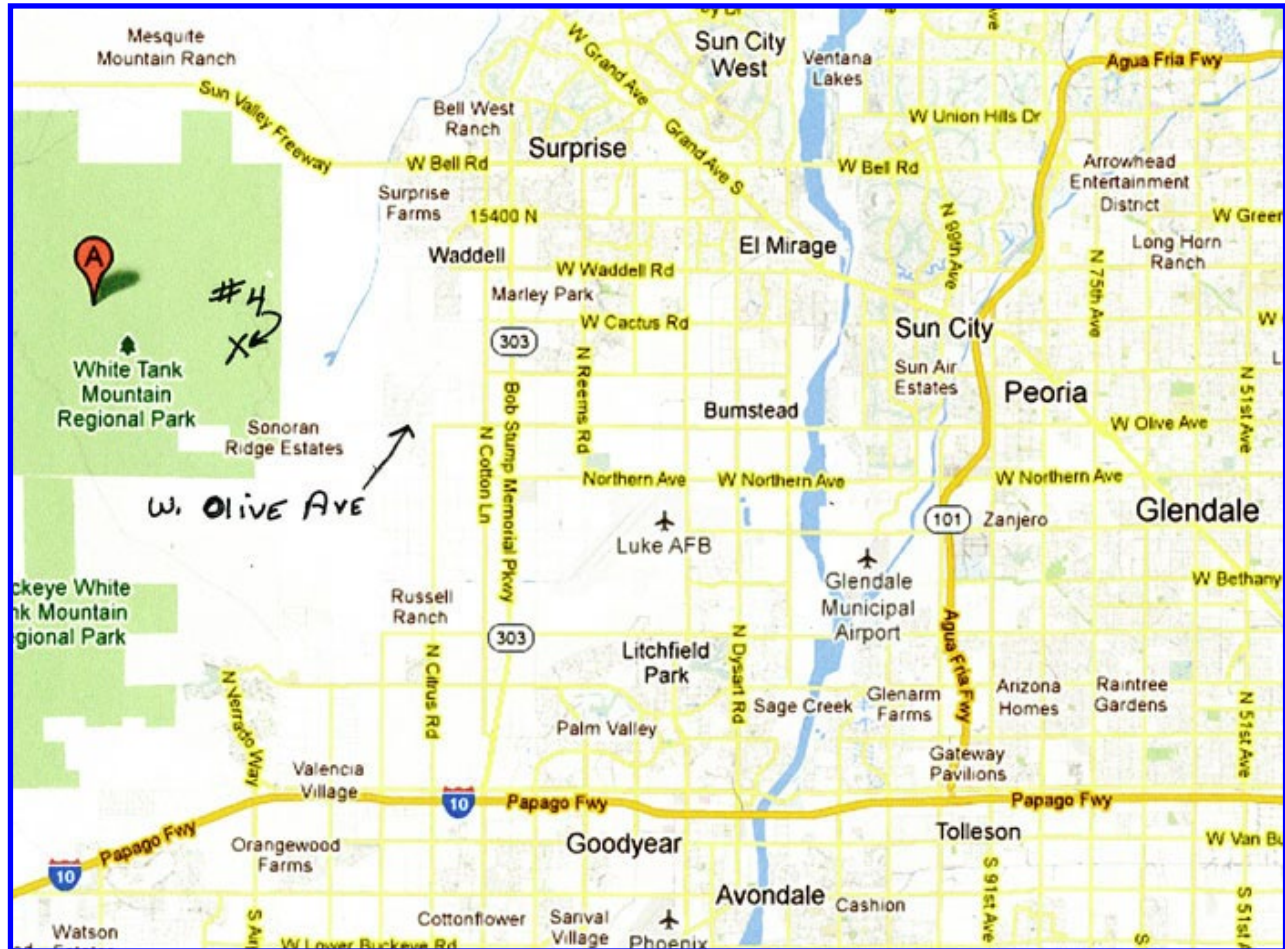 Mesquite
Mountain Ranch
Sun City
West
Ventana
Lakes
Agua Fria Fwy
W Grand Ave
Sun Valley Freeway
Bell West
Ranch
Grand Ave S
W Union Hills Dr
Surprise
W Bell Rd
W Bell Rd
Arrowhead
Entertainment
District
Surprise
Farms
15400 N
N 99th Ave
W Green
El Mirage
Long Horn
Ranch
Waddell
A
W Waddell Rd
N 75th Ave
#4
X
Marley Park
W Cactus Rd
W
Sun City
303
White Tank
Mountain
Regional Park
N Reems Rd
Sun Air
Estates
Peoria
N 51st Ave
Bob Stump Memorial Pkwy
Bumstead
W Olive Ave
Sonoran
Ridge Estates
N Cotton Ln
W. Olive Ave
Northern Ave
W Northern Ave
W Northern Ave
Glendale
101
Zanjero
Luke AFB
Glendale
Municipal
Airport
W Bethany
ckeye White
nk Mountain
egional Park
Russell
Ranch
303
Agua Fria Fwy
Litchfield
Park
N Dysart Rd
N Citrus Rd
N Verrado Way
Sage Creek
Glenarm
Farms
Arizona
Homes
Raintree
Gardens
N 51st Ave
Palm Valley
Gateway
Pavilions
Valencia
Village
10
Papago Fwy
Papago Fwy
Papago Fwy
10
Orangewood
Farms
Goodyear
Tolleson
W Van Bu
S 91st Ave
S 51st
Avondale
Cashion
Cottonflower
Sarival
Village
Phoenix
Watson
W Lower Buckeye Rd
S